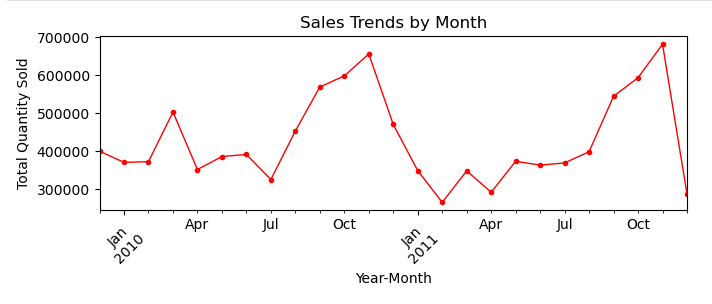 Sales Trends by Month
Total Quantity Sold
700000
600000
500000
400000
300000
Jan
2010
Apr
Jul
Oct
Jan
2011
Apr
Jul
Oct
Year-Month